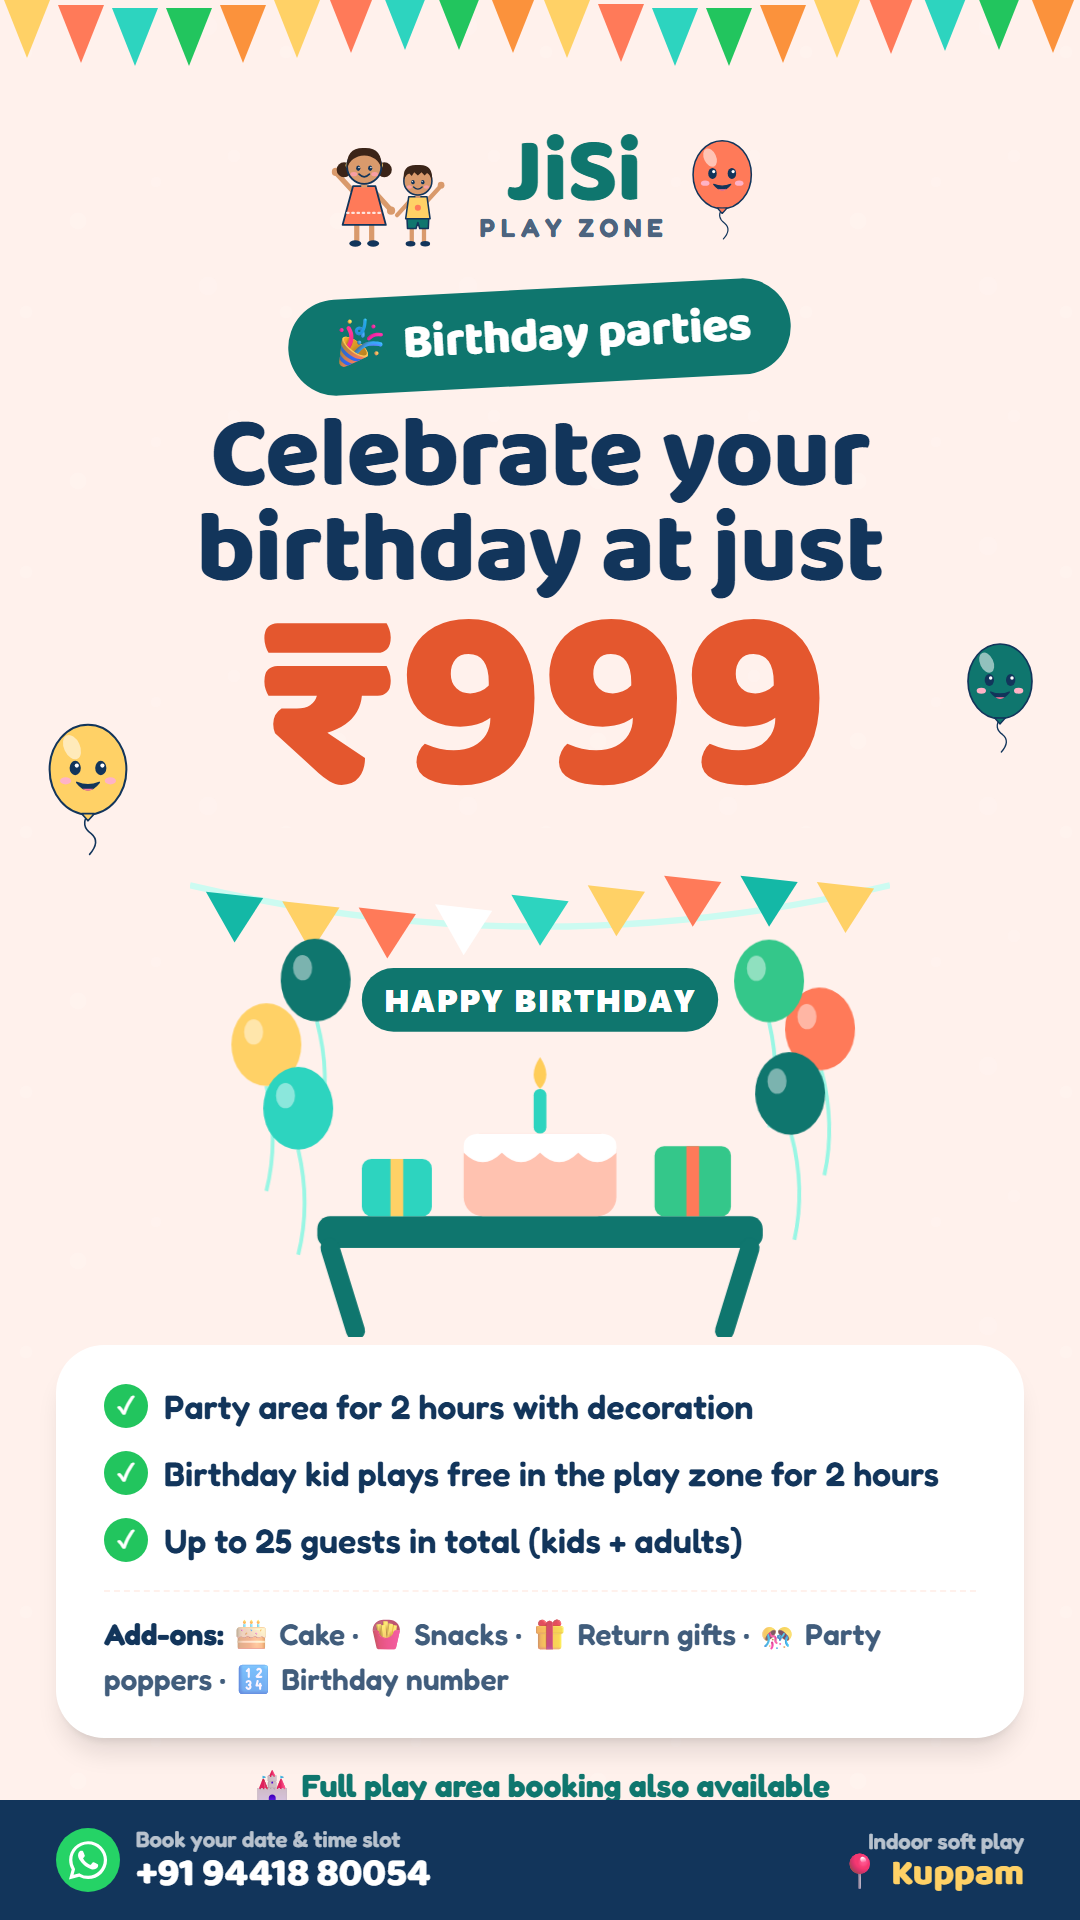 JiSi
PLAY ZONE
🎉 Birthday parties
Celebrate your
birthday at just
₹999
HAPPY BIRTHDAY
✓ Party area for 2 hours with decoration
✓ Birthday kid plays free in the play zone for 2 hours
✓ Up to 25 guests in total (kids + adults)
Add-ons: 🎂 Cake · 🍟 Snacks · 🎁 Return gifts · 🎊 Party
poppers · 🔢 Birthday number
🏰 Full play area booking also available
Book your date & time slot
+91 94418 80054
Indoor soft play
📍 Kuppam